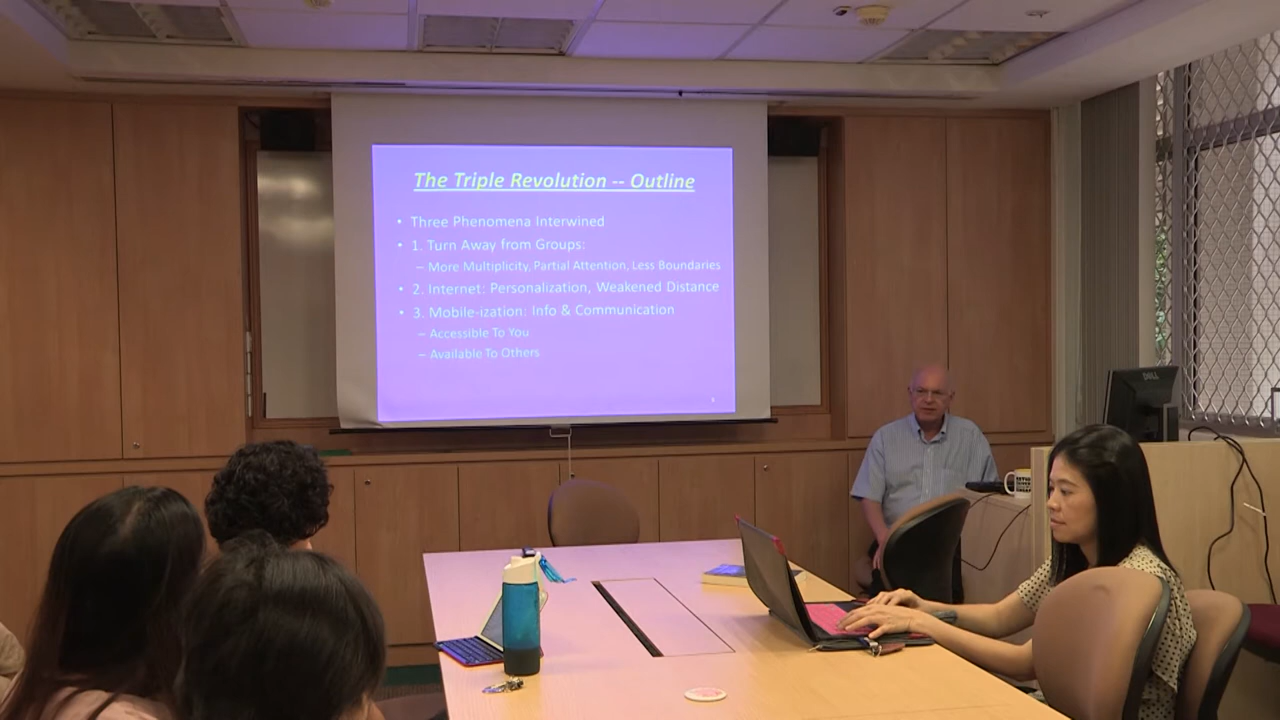 The Triple Revolution -- Outline
• Three Phenomena Interwined
• 1. Turn Away from Groups:
– More Multiplicity, Partial Attention, Less Boundaries
• 2. Internet: Personalization, Weakened Distance
• 3. Mobile-ization: Info & Communication
– Accessible To You
– Available To Others
DELL